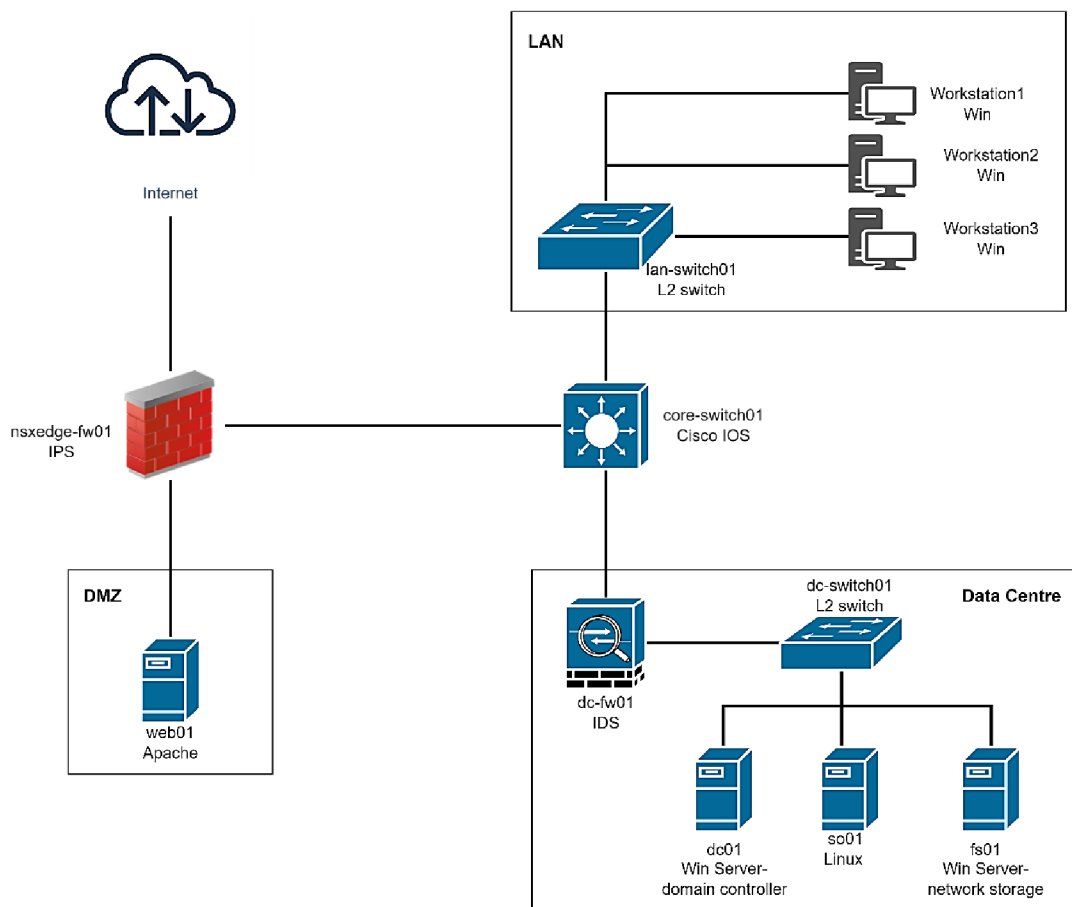 LAN
Workstation1
Win
Workstation2
Win
Workstation3
Win
lan-switch01
L2 switch
Internet
nsxedge-fw01
IPS
core-switch01
Cisco IOS
DMZ
web01
Apache
Data Centre
dc-switch01
L2 switch
dc-fw01
IDS
dc01
Win Server-
domain controller
so01
Linux
fs01
Win Server-
network storage